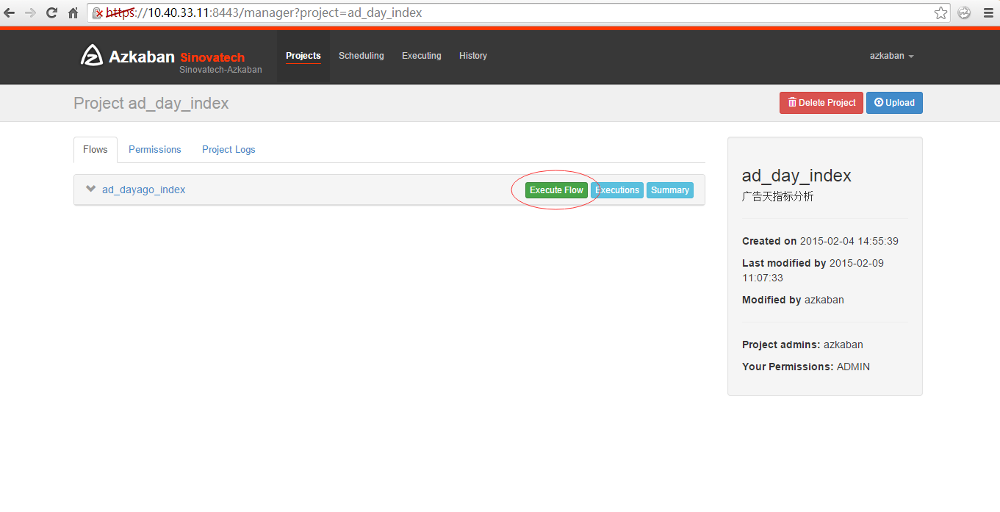 https://10.40.33.11:8443/manager?project=ad_day_index
Azkaban Sinovatech Projects Scheduling Executing History azkaban
Sinovatech-Azkaban
Project ad_day_index Delete Project Upload
Flows Permissions Project Logs
ad_dayago_index Execute Flow Executions Summary
ad_day_index
广告天指标分析
Created on 2015-02-04 14:55:39
Last modified by 2015-02-09
11:07:33
Modified by azkaban
Project admins: azkaban
Your Permissions: ADMIN